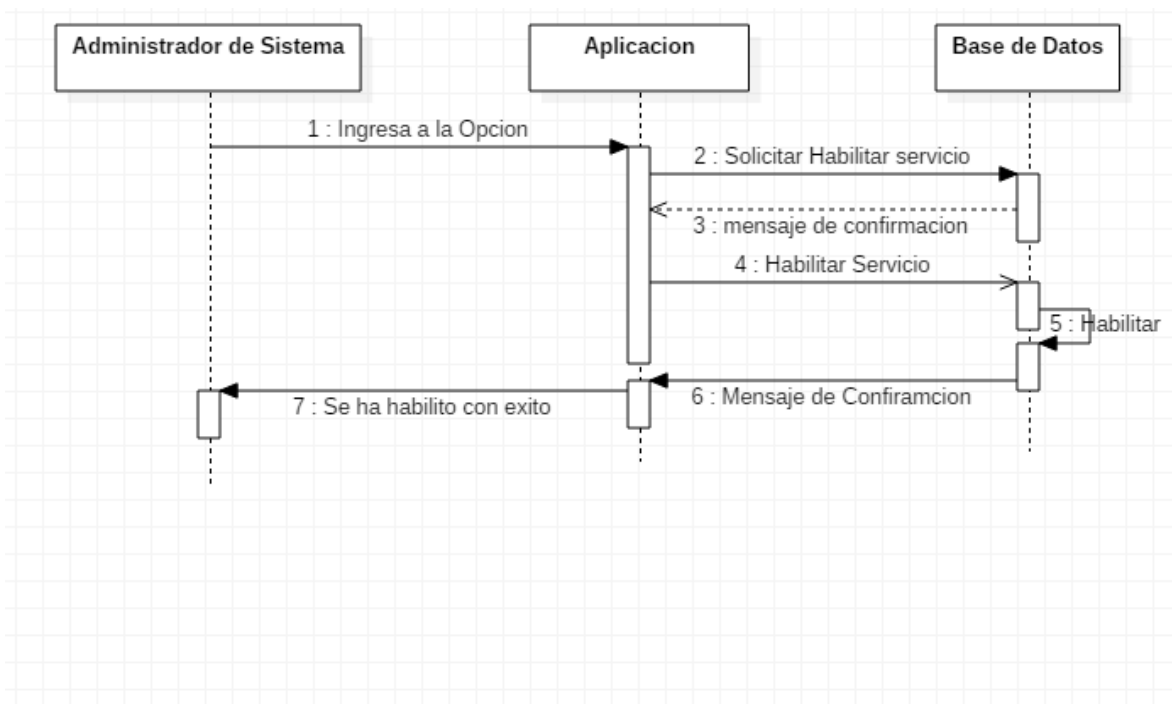 Administrador de Sistema
Aplicacion
Base de Datos
1 : Ingresa a la Opcion
2 : Solicitar Habilitar servicio
3 : mensaje de confirmacion
4 : Habilitar Servicio
5 : Habilitar
6 : Mensaje de Confiramcion
7 : Se ha habilito con exito